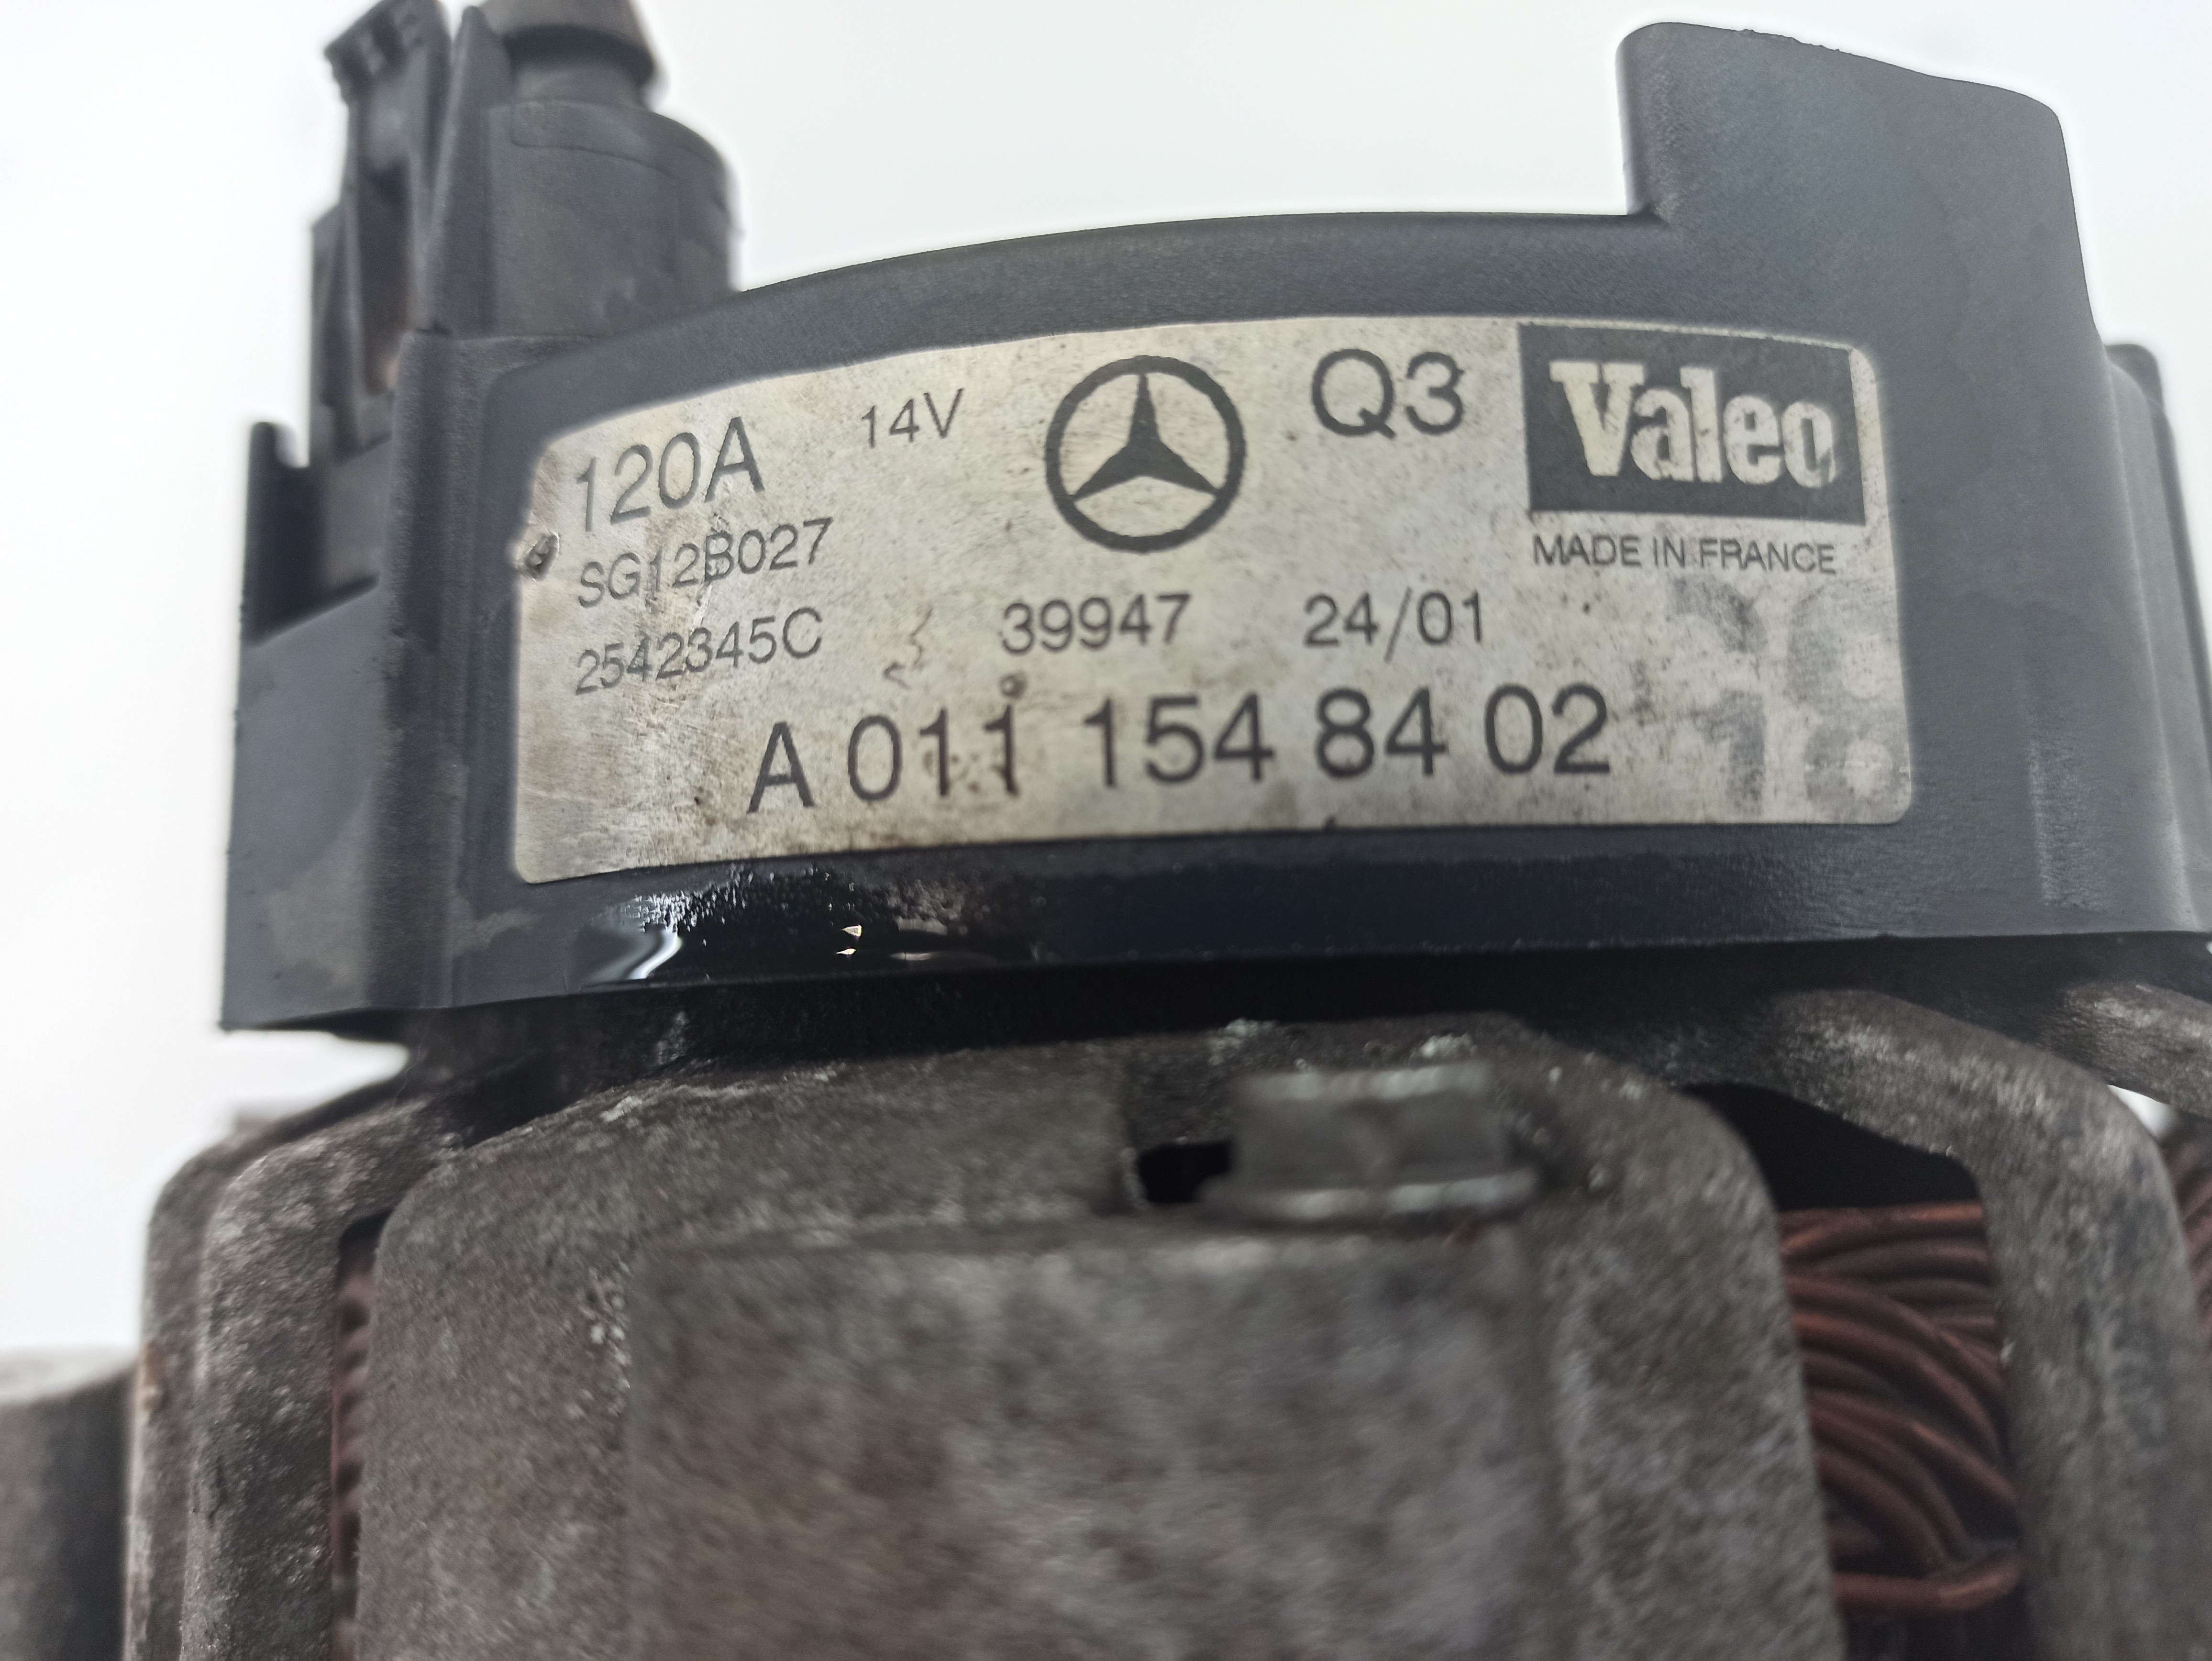 120A 14V Q3 Valeo
MADE IN FRANCE
SG12B027
2542345C 39947 24/01
A 011 154 84 02